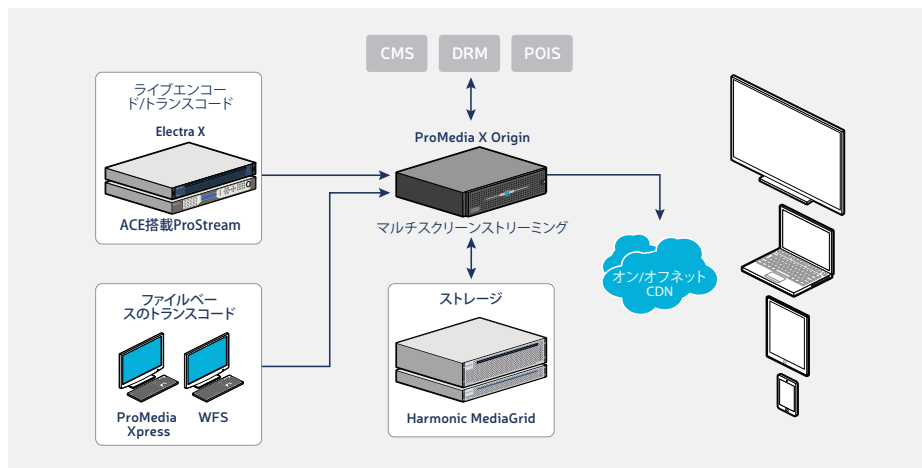 CMS
DRM
POIS
ライブエンコー
ド/トランスコード
Electra X
ACE搭載ProStream
ProMedia X Origin
マルチスクリーンストリーミング
オン/オフネット
CDN
ファイルベー
スのトランスコード
ProMedia
Xpress
WFS
ストレージ
Harmonic MediaGrid